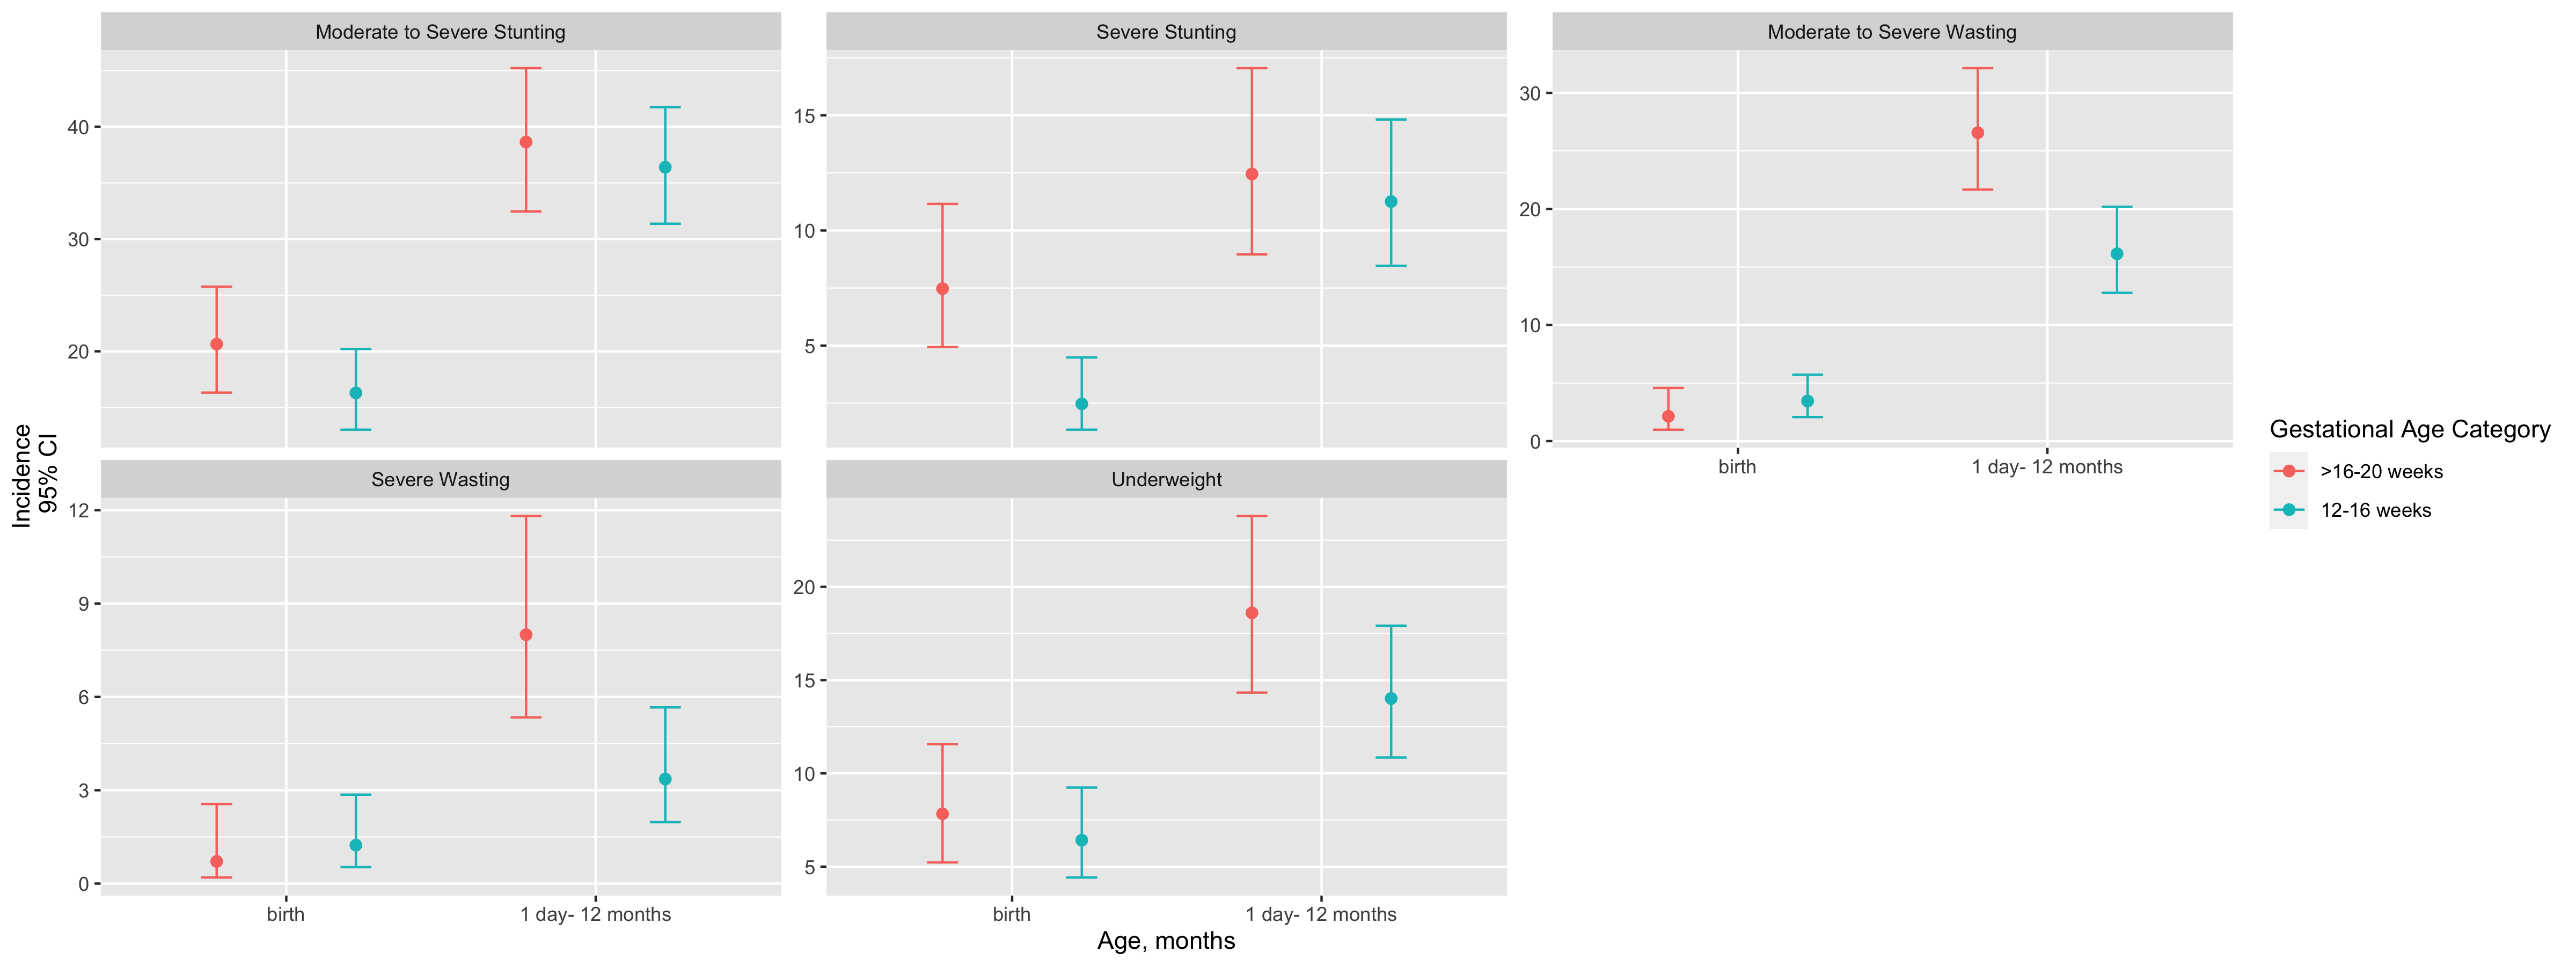 Moderate to Severe Stunting
Severe Stunting
Moderate to Severe Wasting
40
30
20
15
10
5
30
20
10
0
birth
1 day- 12 months
Severe Wasting
Underweight
12
9
6
3
0
20
15
10
5
birth
1 day- 12 months
birth
1 day- 12 months
Incidence
95% CI
Age, months
Gestational Age Category
>16-20 weeks
12-16 weeks